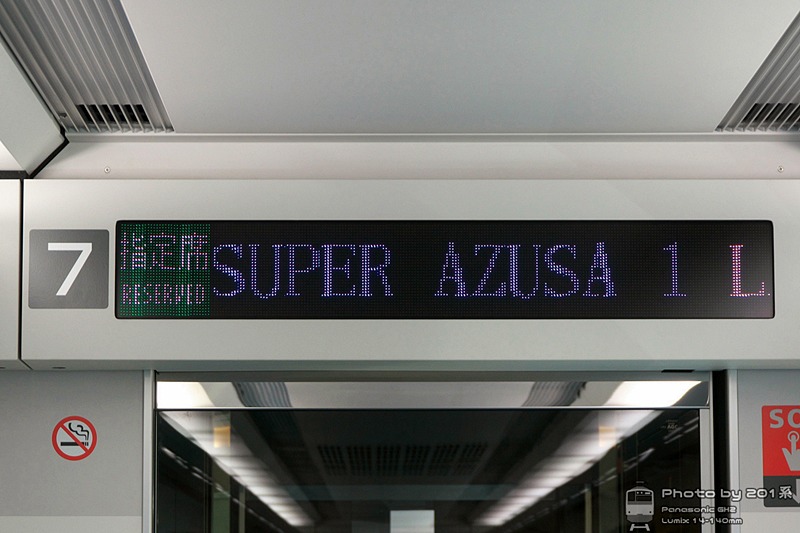 7
指定席
RESERVED
SUPER AZUSA 1 L
SO
Photo by 201系
Panasonic GH2
Lumix 14-140mm